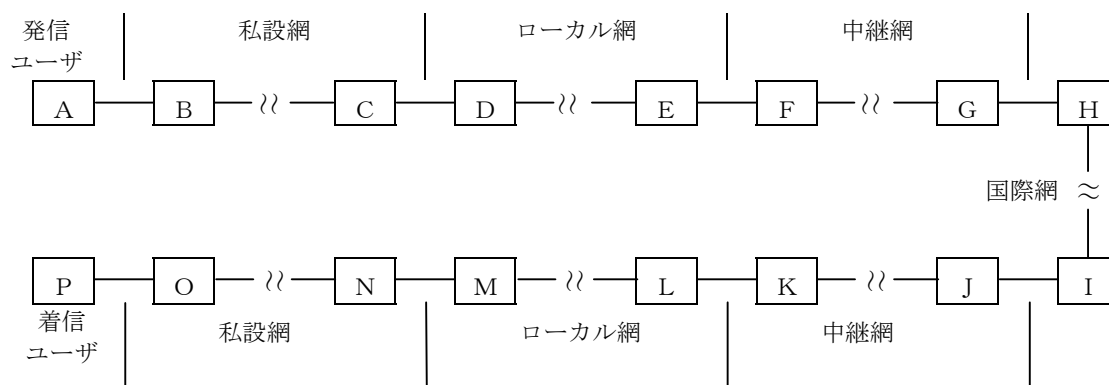 発信
ユーザ
私設網
ローカル網
中継網
A B C D E F G H
国際網
P O N M L K J I
着信
ユーザ
私設網
ローカル網
中継網